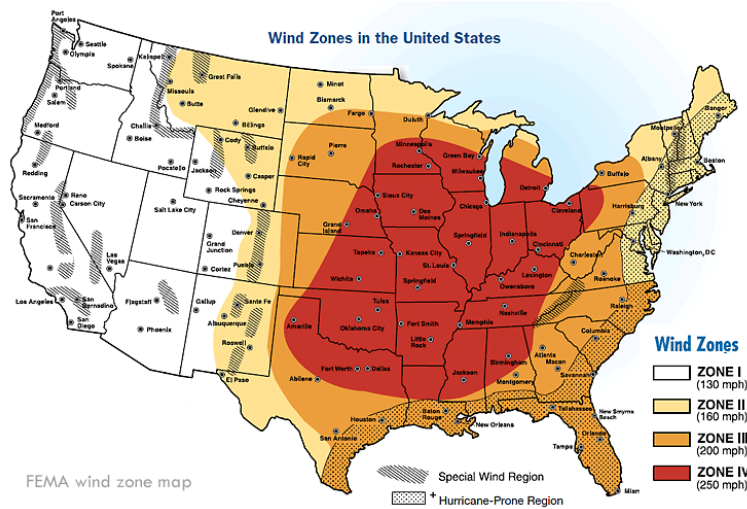 Wind Zones in the United States
Port
Angeles
Seattle
Olympia
Spokane
Kalispell
Great Falls
Portland
Salem
Missouls
Butte
Glendive
Billings
Minot
Bismarck
Fargo
Duluth
Medford
Challis
Boise
Cody
Buffalo
Pierre
Rapid
City
Minneapolis
Rochester
Green Bay
Milwaukee
Bangor
Montpelier
Albany
Boston
Buffalo
Redding
Pocatello
Jackson
Casper
Rock Springs
Cheyenne
Sioux City
Detroit
New York
Sacramento
Reno
Carson City
San
Francisco
Salt Lake City
Omaha
Des
Moines
Chicago
Cleveland
Harrisburg
Grand
Island
Denver
Grand
Junction
Pueblo
Cortez
Springfield
Indianapolis
Cincinnati
Washington, DC
Charleston
Topeka
Kansas City
St. Louis
Lexington
Roanoke
Las
Vegas
Wichita
Springfield
Owensboro
Raleigh
Los Angeles
San
Bernadino
San
Diego
Flagstaff
Gallup
Sante Fe
Albuquerque
Phoenix
Roswell
El Paso
Amarillo
Tulsa
Oklahoma City
Fort Smith
Little
Rock
Memphis
Nashville
Columbia
Atlanta
Macon
Savannah
Birmingham
Montgomery
Jackson
Fort Worth
Dallas
Abilene
Houston
San Antonio
Baton
Rouge
New Orleans
Tallahassee
New Smyrna
Beach
Orlando
Tampa
Miam
Wind Zones
ZONE I
(130 mph)
ZONE II
(160 mph)
ZONE III
(200 mph)
ZONE IV
(250 mph)
Special Wind Region
+ Hurricane-Prone Region
FEMA wind zone map